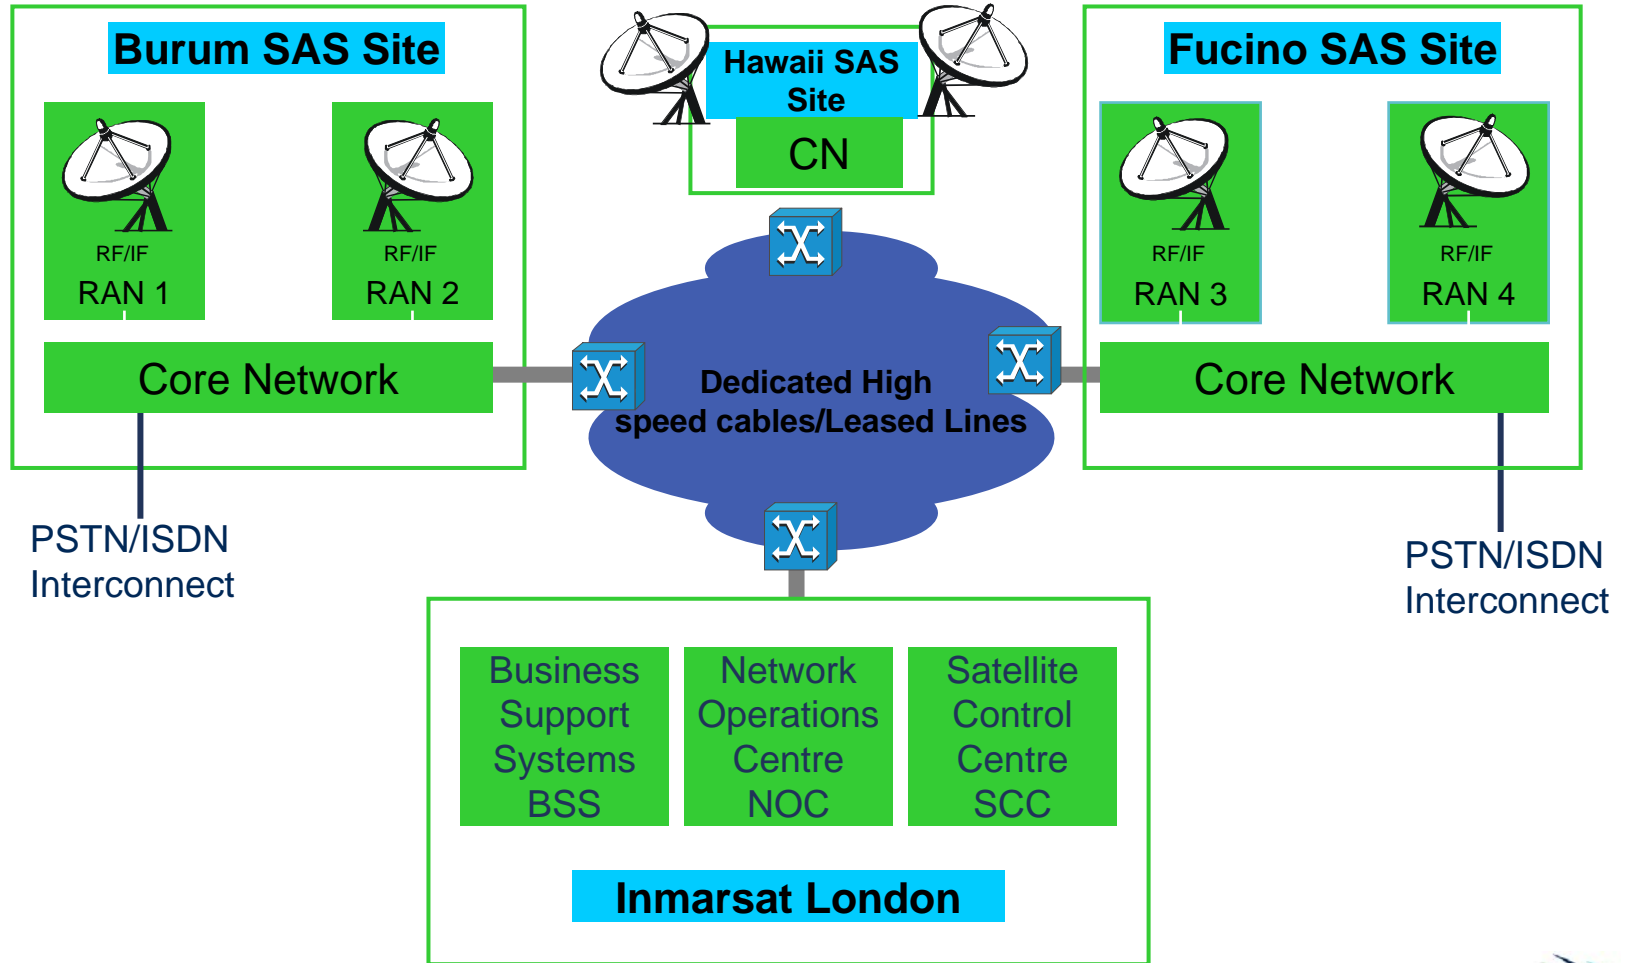 Burum SAS Site
RF/IF
RAN 1
RF/IF
RAN 2
Core Network
PSTN/ISDN
Interconnect
Hawaii SAS
Site
CN
Fucino SAS Site
RF/IF
RAN 3
RF/IF
RAN 4
Core Network
PSTN/ISDN
Interconnect
Dedicated High
speed cables/Leased Lines
Business
Support
Systems
BSS
Network
Operations
Centre
NOC
Satellite
Control
Centre
SCC
Inmarsat London